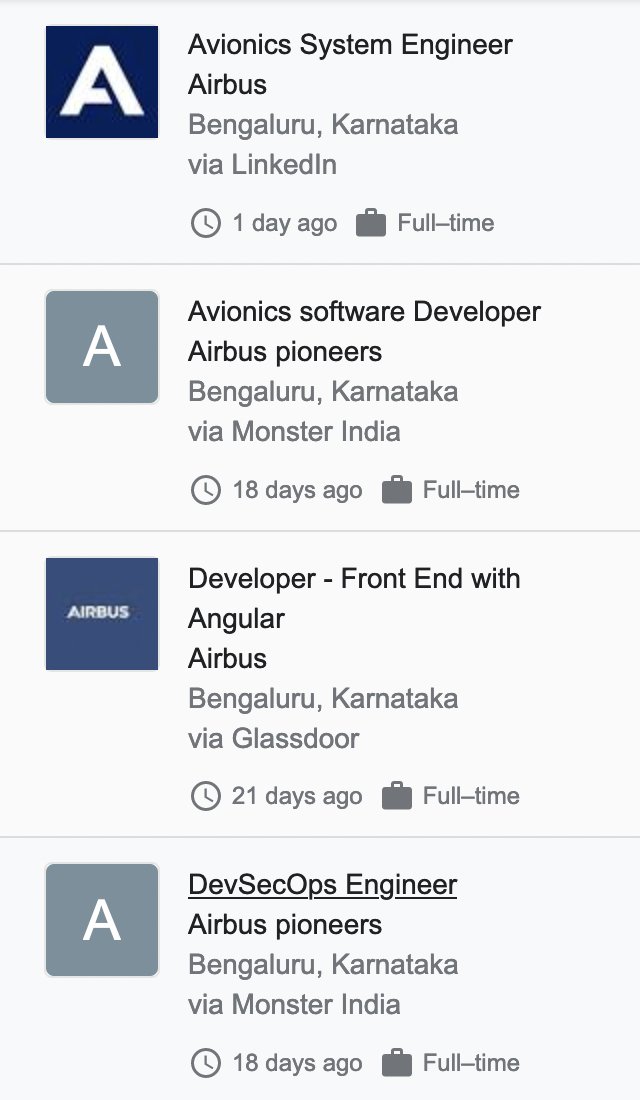 A
Avionics System Engineer
Airbus
Bengaluru, Karnataka
via LinkedIn
1 day ago Full–time
A
Avionics software Developer
Airbus pioneers
Bengaluru, Karnataka
via Monster India
18 days ago Full–time
AIRBUS
Developer - Front End with
Angular
Airbus
Bengaluru, Karnataka
via Glassdoor
21 days ago Full–time
A
DevSecOps Engineer
Airbus pioneers
Bengaluru, Karnataka
via Monster India
18 days ago Full–time